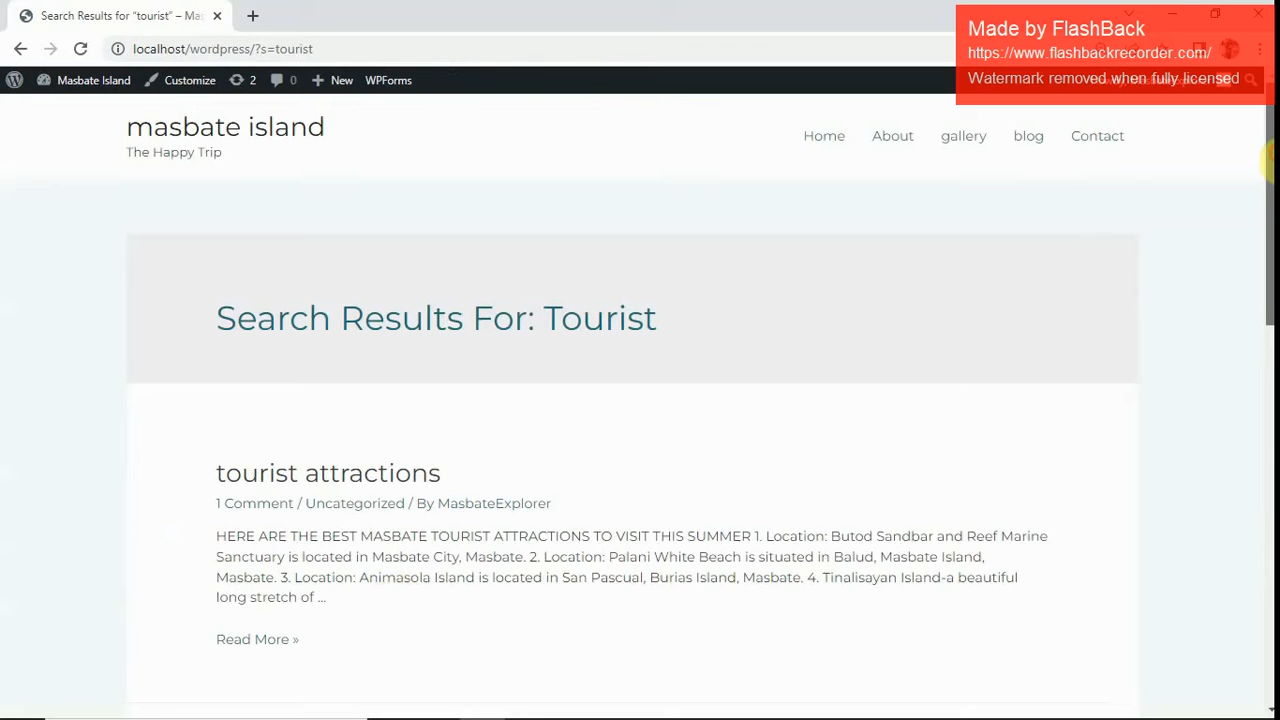 Search Results for “tourist” – Mas
localhost/wordpress/?s=tourist
Made by FlashBack
https://www.flashbackrecorder.com/
Watermark removed when fully licensed
Masbate Island Customize 2 0 New WPForms
masbate island
The Happy Trip
Home About gallery blog Contact
Search Results For: Tourist
tourist attractions
1 Comment / Uncategorized / By MasbateExplorer
HERE ARE THE BEST MASBATE TOURIST ATTRACTIONS TO VISIT THIS SUMMER 1. Location: Butod Sandbar and Reef Marine
Sanctuary is located in Masbate City, Masbate. 2. Location: Palani White Beach is situated in Balud, Masbate Island,
Masbate. 3. Location: Animasola Island is located in San Pascual, Burias Island, Masbate. 4. Tinalisayan Island-a beautiful
long stretch of ...
Read More »